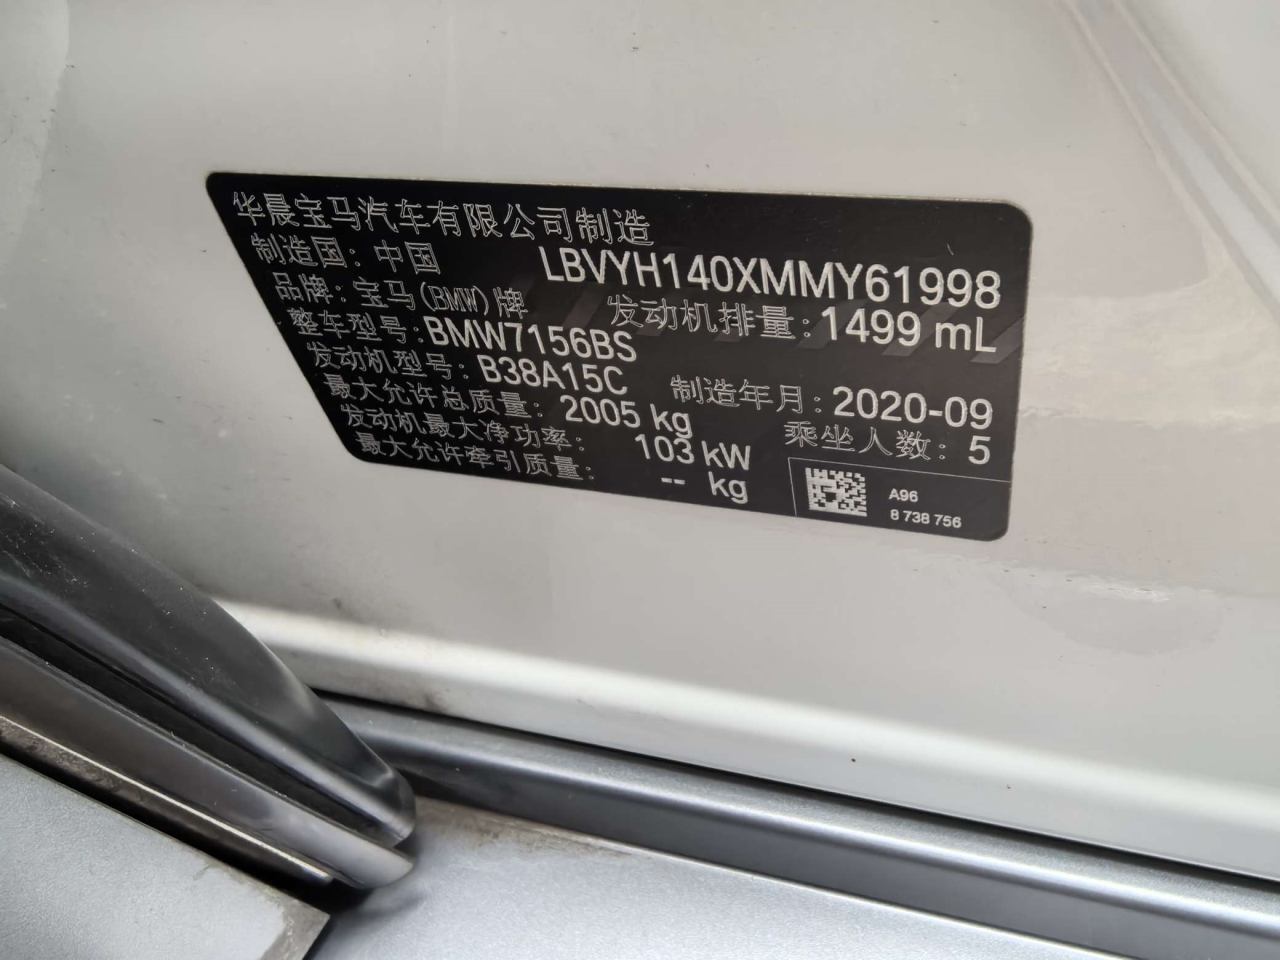 华晨宝马汽车有限公司制造
制造国：中国 LBVYH140XMMY61998
品牌：宝马(BMW)牌 发动机排量：1499 mL
整车型号：BMW7156BS
发动机型号：B38A15C 制造年月：2020-09
最大允许总质量：2005 kg 乘坐人数：5
发动机最大净功率：103 kW
最大允许牵引质量：-- kg
A96
8 738 756